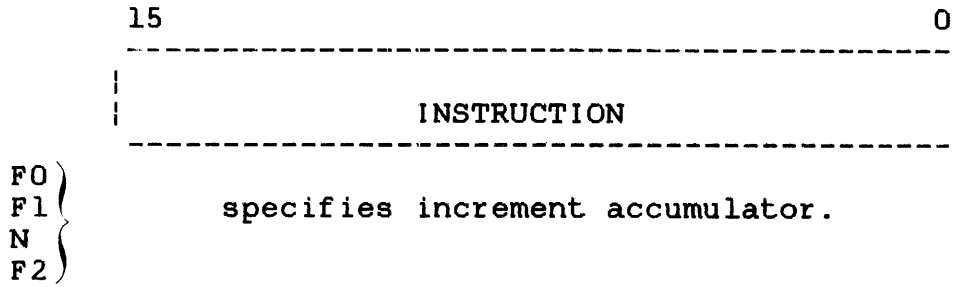 15 0
INSTRUCTION
F0
F1 specifies increment accumulator.
N
F2